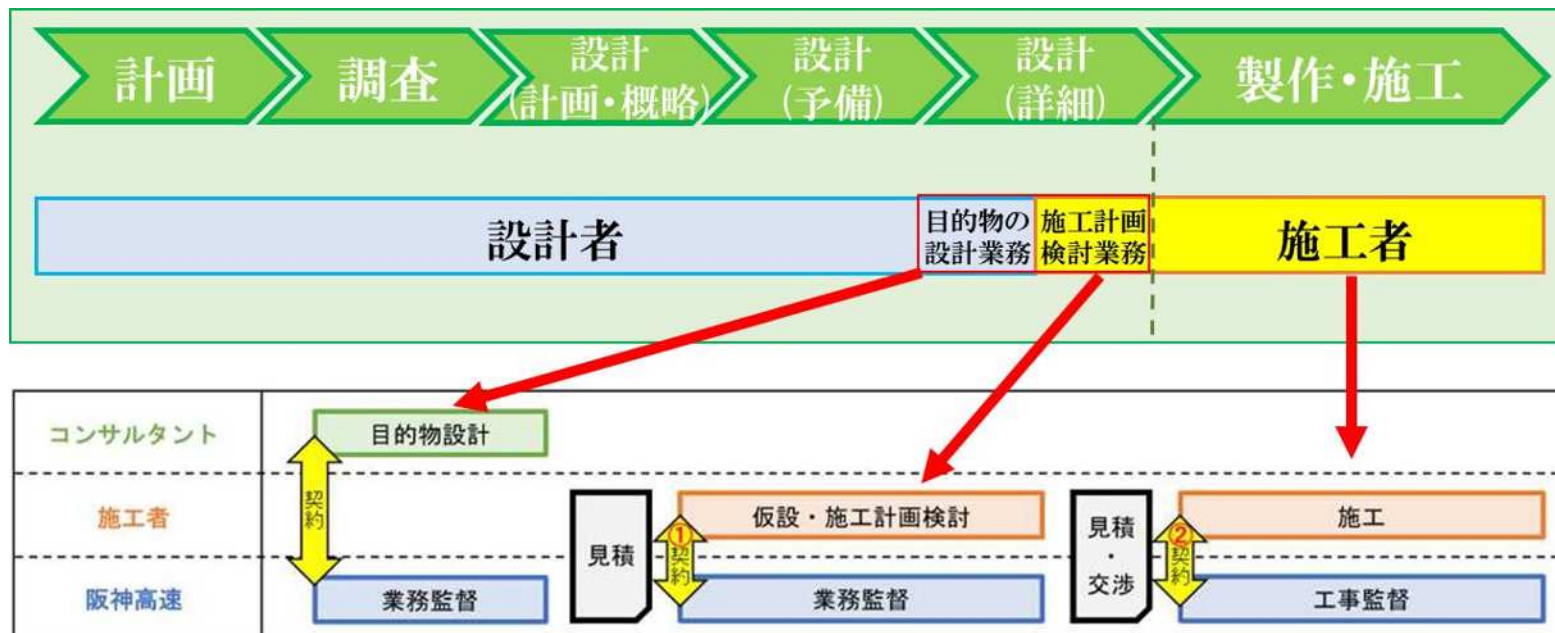 計画
調査
設計
(計画・概略)
設計
(予備)
設計
(詳細)
製作・施工
設計者
目的物の
設計業務
施工計画
検討業務
施工者
コンサルタント
目的物設計
契約
施工者
見積
①
契約
仮設・施工計画検討
見積
・
交渉
②
契約
施工
阪神高速
業務監督
業務監督
工事監督